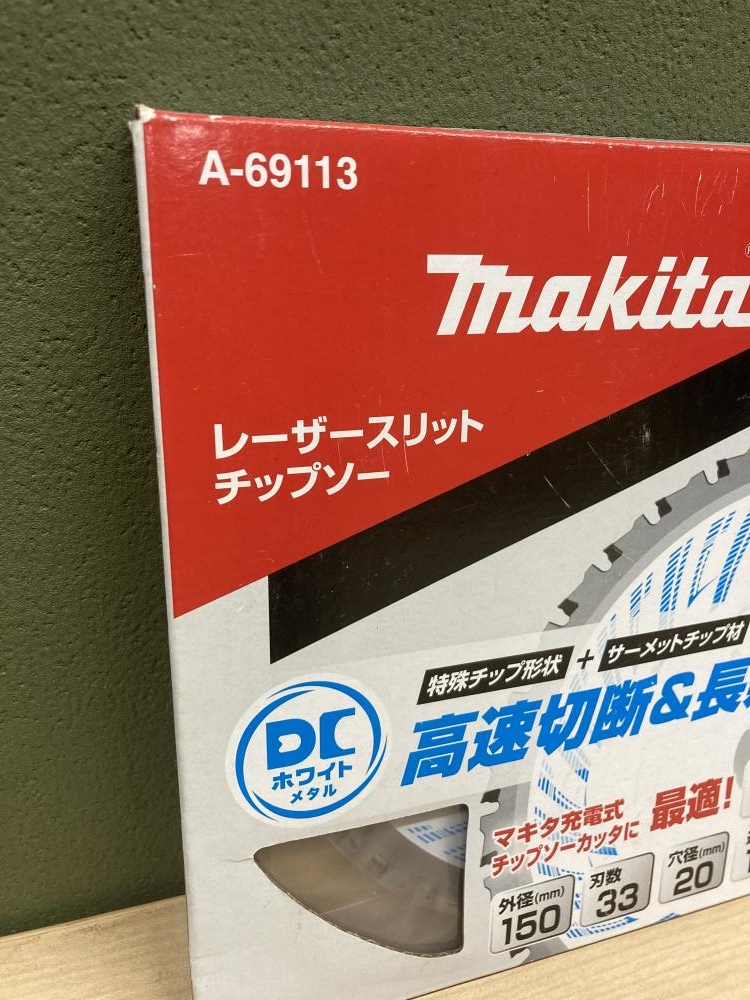 A-69113
makita
レーザースリット
チップソー
特殊チップ形状 + サーメットチップ材
高速切断&長
DC
ホワイト
メタル
マキタ充電式
チップソーカッタに 最適!
外径(mm) 刃数 穴径(mm)
150 33 20